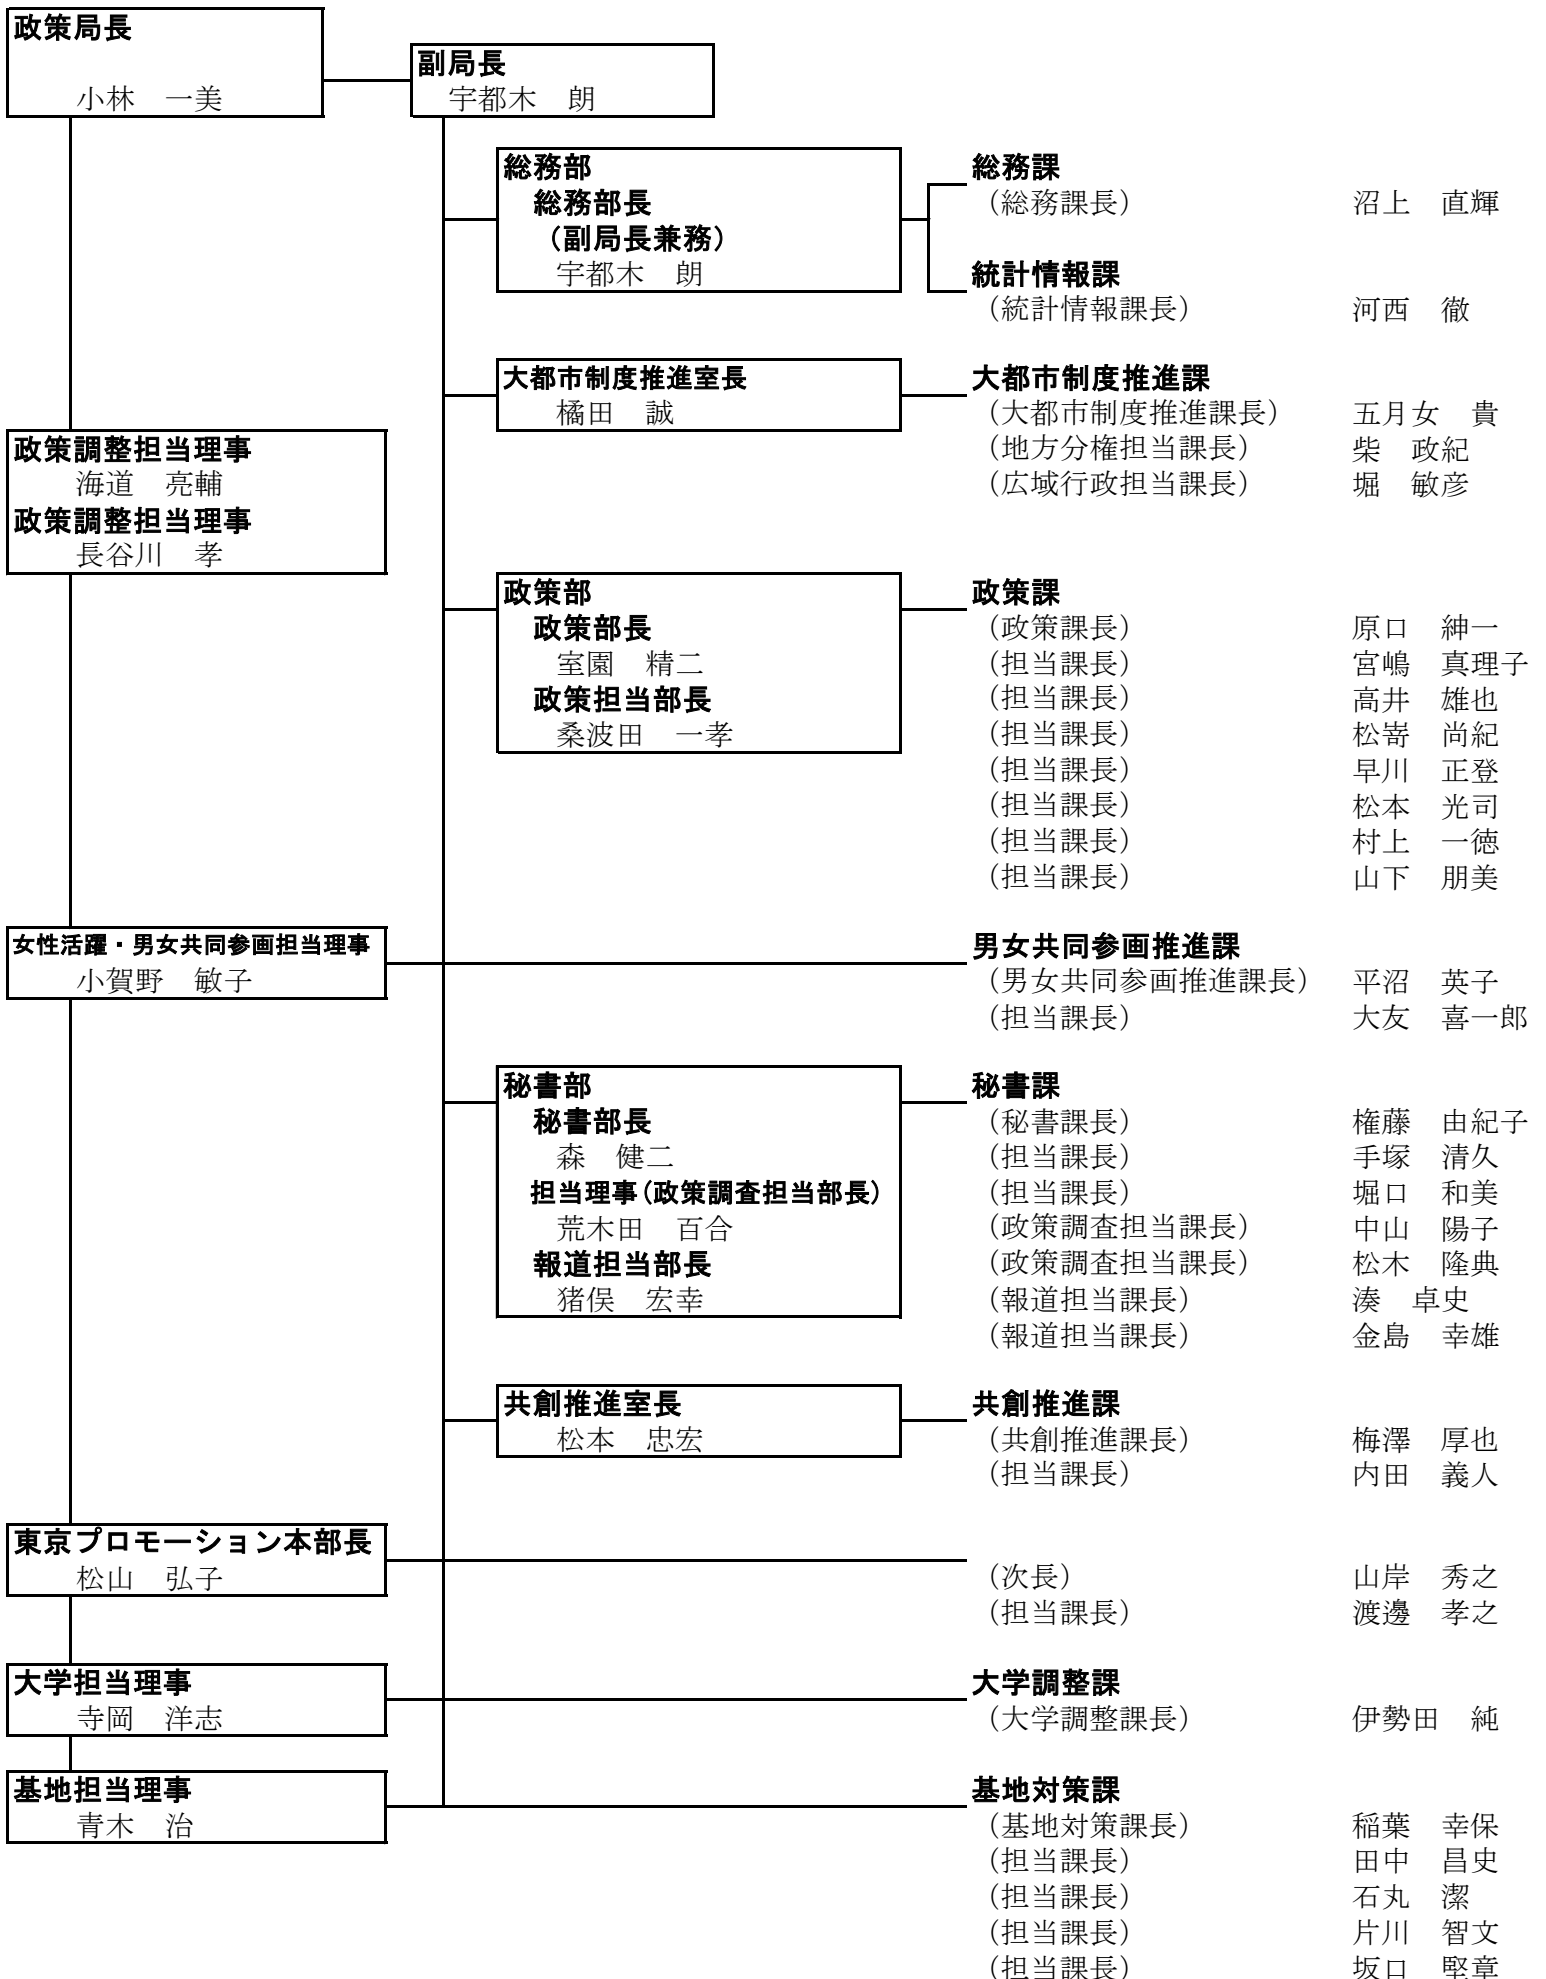 政策局長
小林　一美
副局長
宇都木　朗
総務部
総務部長
（副局長兼務）
宇都木　朗
総務課
（総務課長）　沼上　直輝
統計情報課
（統計情報課長）　河西　徹
大都市制度推進室長
橘田　誠
大都市制度推進課
（大都市制度推進課長）　五月女　貴
（地方分権担当課長）　柴　政紀
（広域行政担当課長）　堀　敏彦
政策調整担当理事
海道　亮輔
政策調整担当理事
長谷川　孝
政策部
政策部長
室園　精二
政策担当部長
桑波田　一孝
政策課
（政策課長）　原口　紳一
（担当課長）　宮嶋　真理子
（担当課長）　高井　雄也
（担当課長）　松嵜　尚紀
（担当課長）　早川　正登
（担当課長）　松本　光司
（担当課長）　村上　一徳
（担当課長）　山下　朋美
女性活躍・男女共同参画担当理事
小賀野　敏子
男女共同参画推進課
（男女共同参画推進課長）　平沼　英子
（担当課長）　大友　喜一郎
秘書部
秘書部長
森　健二
担当理事(政策調査担当部長)
荒木田　百合
報道担当部長
猪俣　宏幸
秘書課
（秘書課長）　権藤　由紀子
（担当課長）　手塚　清久
（担当課長）　堀口　和美
（政策調査担当課長）　中山　陽子
（政策調査担当課長）　松木　隆典
（報道担当課長）　湊　卓史
（報道担当課長）　金島　幸雄
共創推進室長
松本　忠宏
共創推進課
（共創推進課長）　梅澤　厚也
（担当課長）　内田　義人
東京プロモーション本部長
松山　弘子
（次長）　山岸　秀之
（担当課長）　渡邊　孝之
大学担当理事
寺岡　洋志
大学調整課
（大学調整課長）　伊勢田　純
基地担当理事
青木　治
基地対策課
（基地対策課長）　稲葉　幸保
（担当課長）　田中　昌史
（担当課長）　石丸　潔
（担当課長）　片川　智文
（担当課長）　坂口　堅章